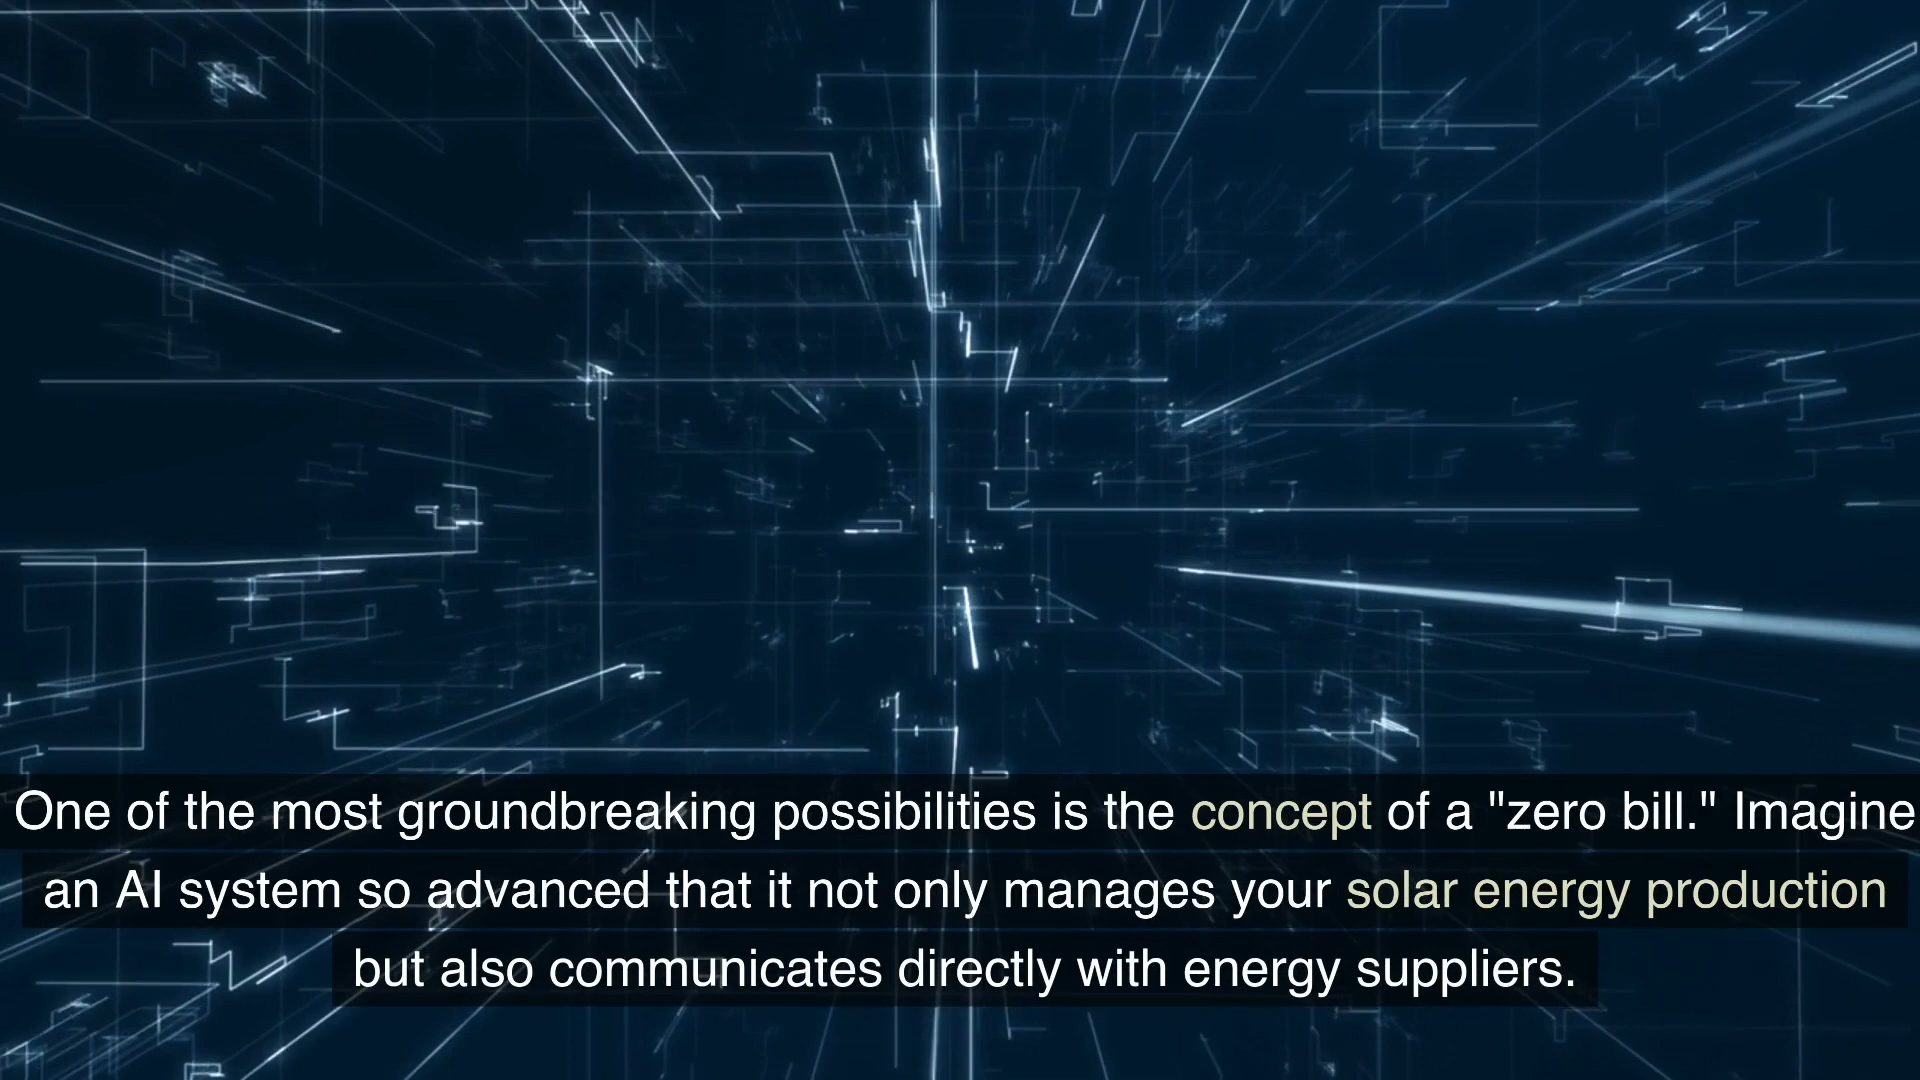 One of the most groundbreaking possibilities is the concept of a "zero bill." Imagine
an AI system so advanced that it not only manages your solar energy production
but also communicates directly with energy suppliers.